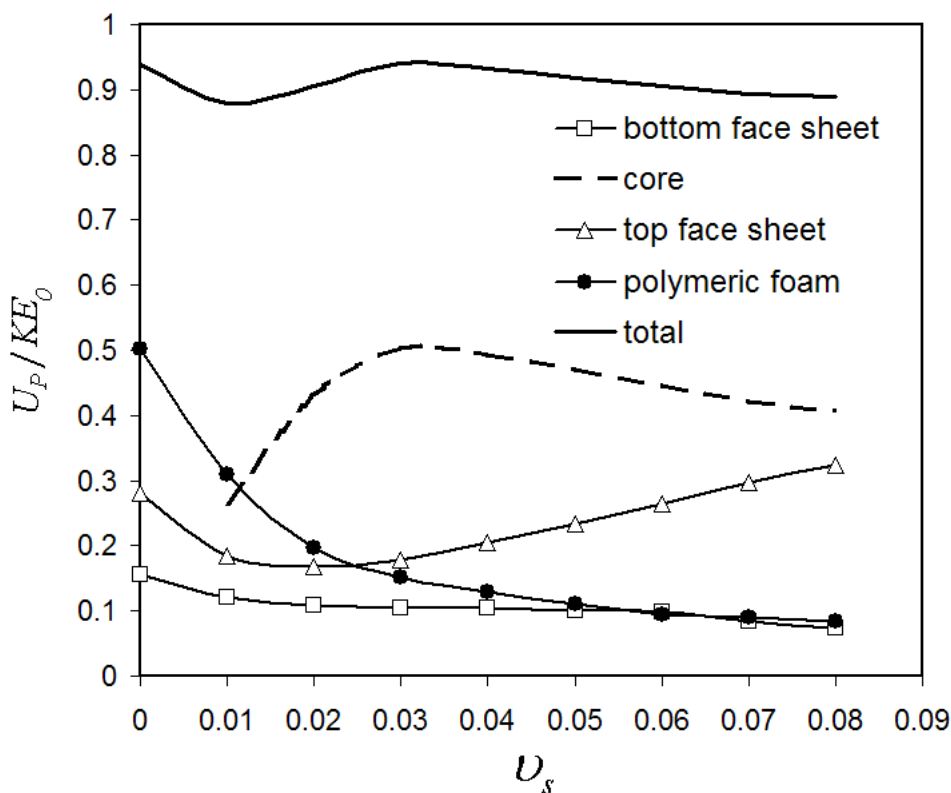 1
0.9
0.8
0.7
0.6
0.5
0.4
0.3
0.2
0.1
0
U_P / KE_0
bottom face sheet
core
top face sheet
polymeric foam
total
0 0.01 0.02 0.03 0.04 0.05 0.06 0.07 0.08 0.09
υ_s